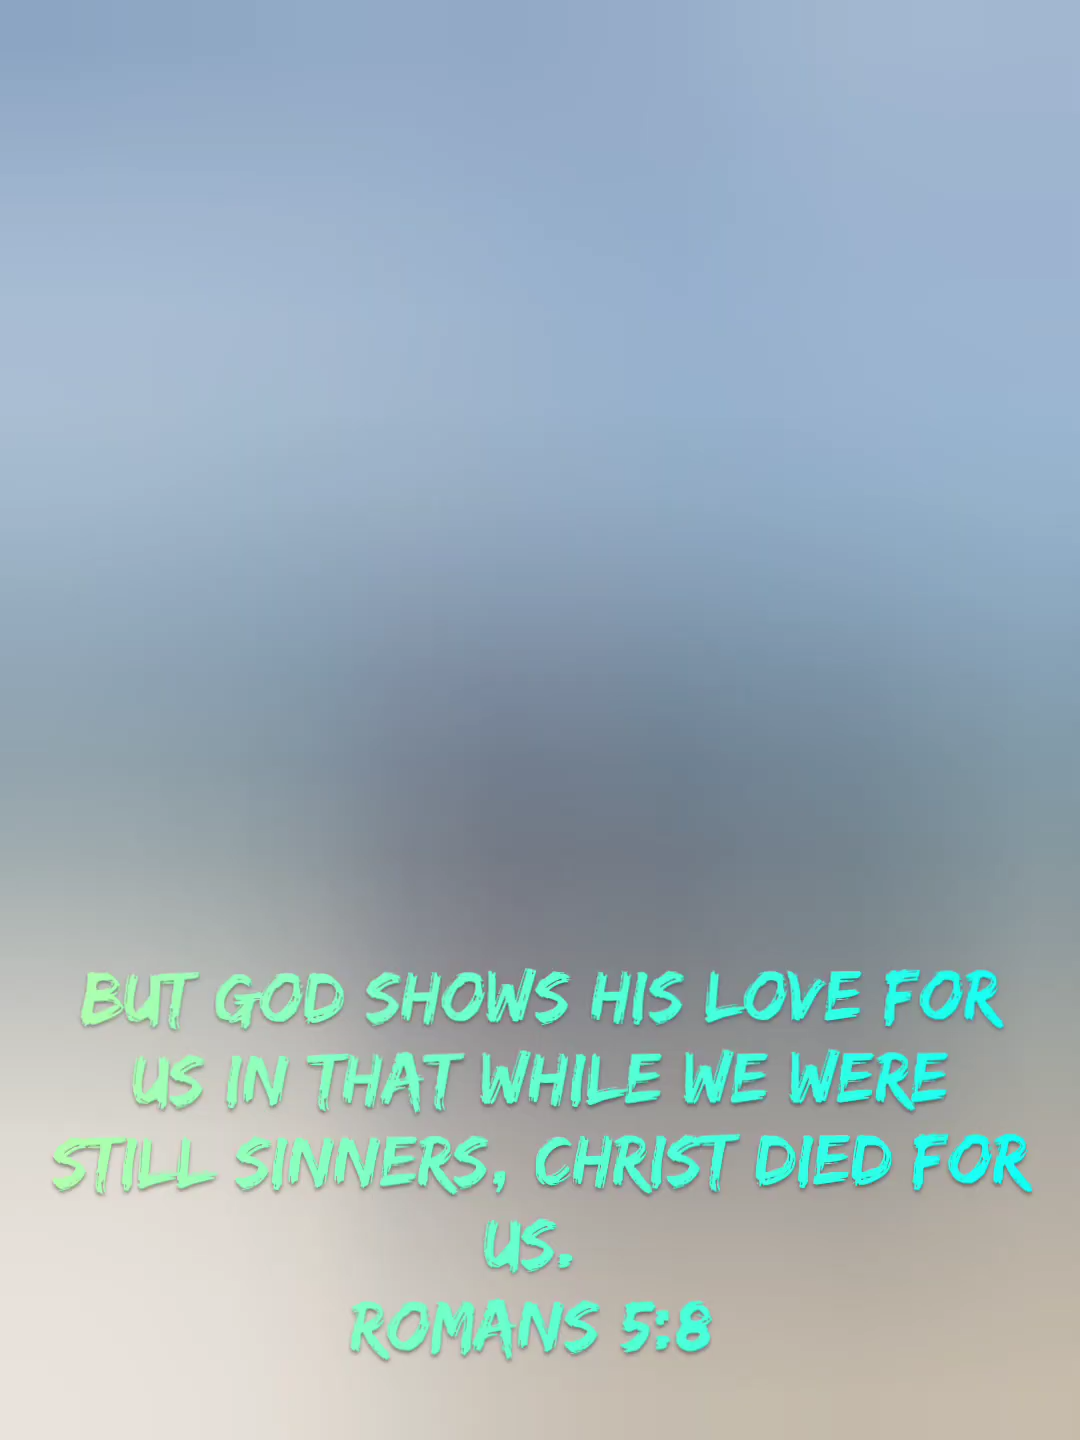 BUT GOD SHOWS HIS LOVE FOR
US IN THAT WHILE WE WERE
STILL SINNERS, CHRIST DIED FOR
US.
ROMANS 5:8